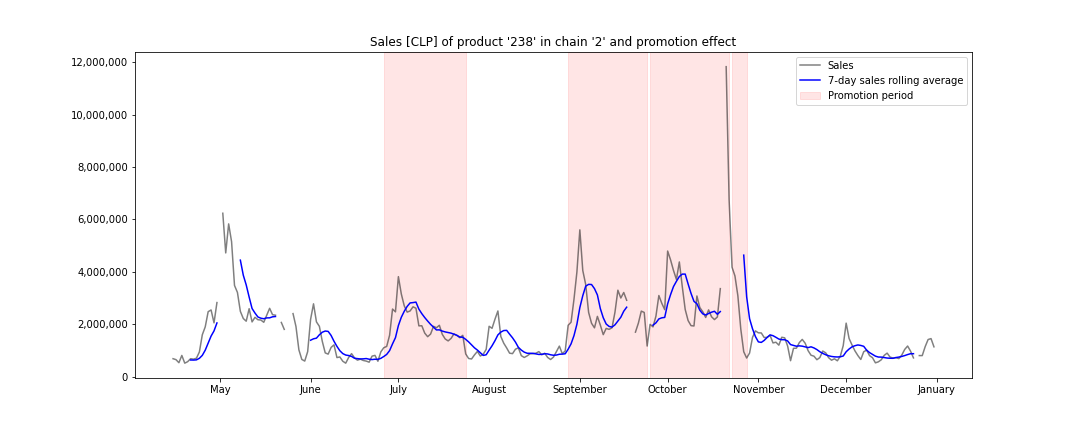 Sales [CLP] of product '238' in chain '2' and promotion effect
12,000,000
10,000,000
8,000,000
6,000,000
4,000,000
2,000,000
0
Sales
7-day sales rolling average
Promotion period
May June July August September October November December January